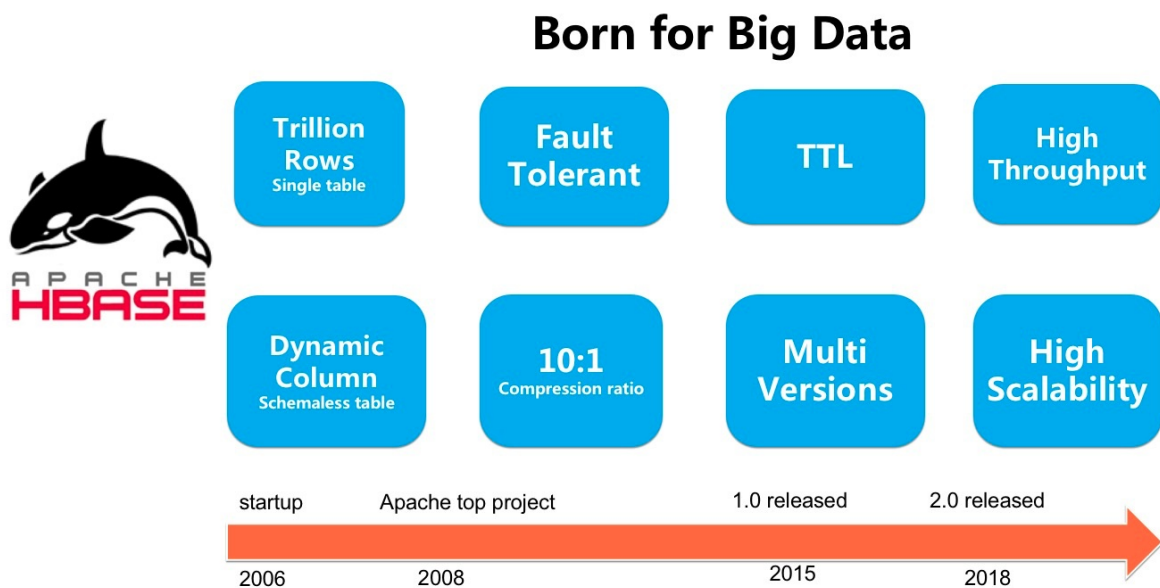 Born for Big Data
Trillion
Rows
Single table
Fault
Tolerant
TTL
High
Throughput
APACHE
HBASE
Dynamic
Column
Schemaless table
10:1
Compression ratio
Multi
Versions
High
Scalability
startup
Apache top project
1.0 released
2.0 released
2006
2008
2015
2018